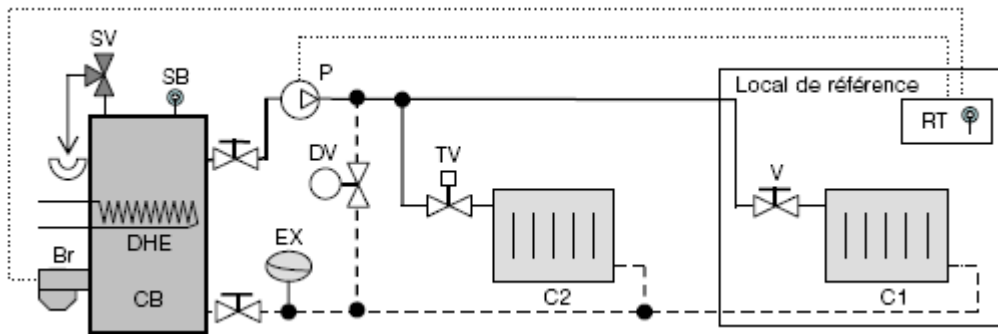 SV
SB
P
Local de référence
RT
DV
TV
V
DHE
EX
Br
CB
C2
C1